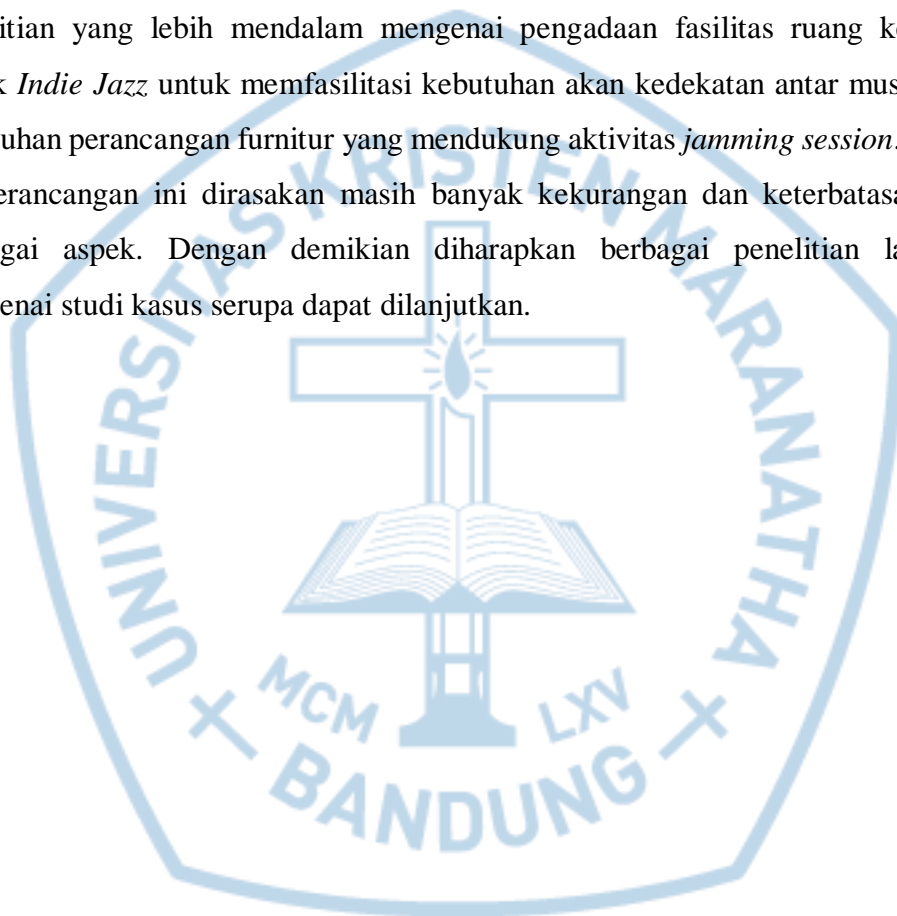 itian yang lebih mendalam mengenai pengadaan fasilitas ruang ke
k Indie Jazz untuk memfasilitasi kebutuhan akan kedekatan antar mus
uhan perancangan furnitur yang mendukung aktivitas jamming session.
erancangan ini dirasakan masih banyak kekurangan dan keterbatasa
gai aspek. Dengan demikian diharapkan berbagai penelitian la
enai studi kasus serupa dapat dilanjutkan.
UNIVERSITAS KRISTEN MARANATHA
MCM LXV
BANDUNG